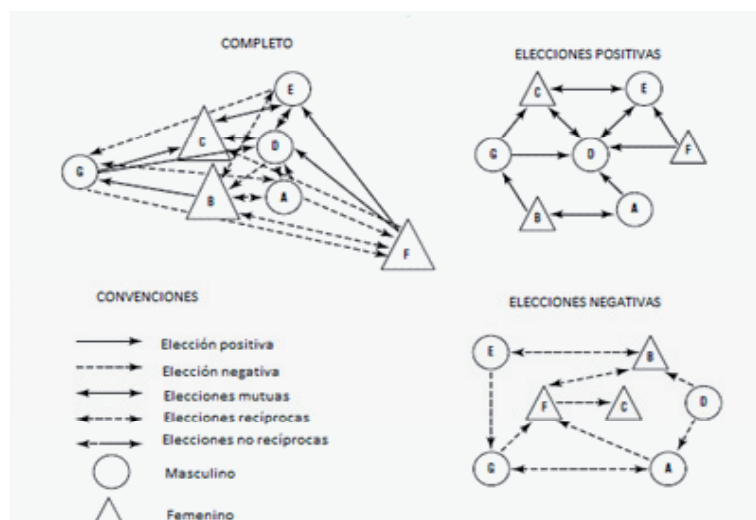 COMPLETO
E
C
D
G
B
A
F
ELECCIONES POSITIVAS
C
E
G
D
F
B
A
CONVENCIONES
Elección positiva
Elección negativa
Elecciones mutuas
Elecciones recíprocas
Elecciones no recíprocas
Masculino
Femenino
ELECCIONES NEGATIVAS
E
B
F
C
D
G
A